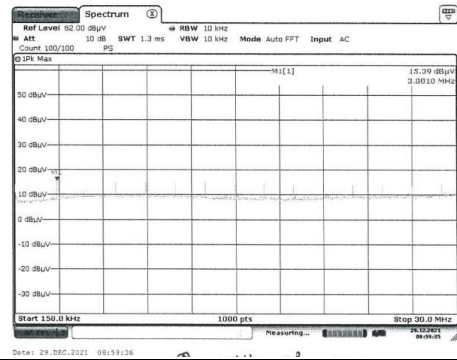 Receiver Spectrum
Ref Level 62.00 dBµV RBW 10 kHz
Att 10 dB SWT 1.3 ms VBW 10 kHz Mode Auto FFT Input AC
Count 100/100 PS
1Pk Max
M1[1] 15.39 dBµV
3.0010 MHz
50 dBµV
40 dBµV
30 dBµV
20 dBµV
M1
10 dBµV
0 dBµV
-10 dBµV
-20 dBµV
-30 dBµV
Start 150.0 kHz 1000 pts Stop 30.0 MHz
Measuring... 29.12.2021
08:59:35
Date: 29.DEC.2021 08:59:36